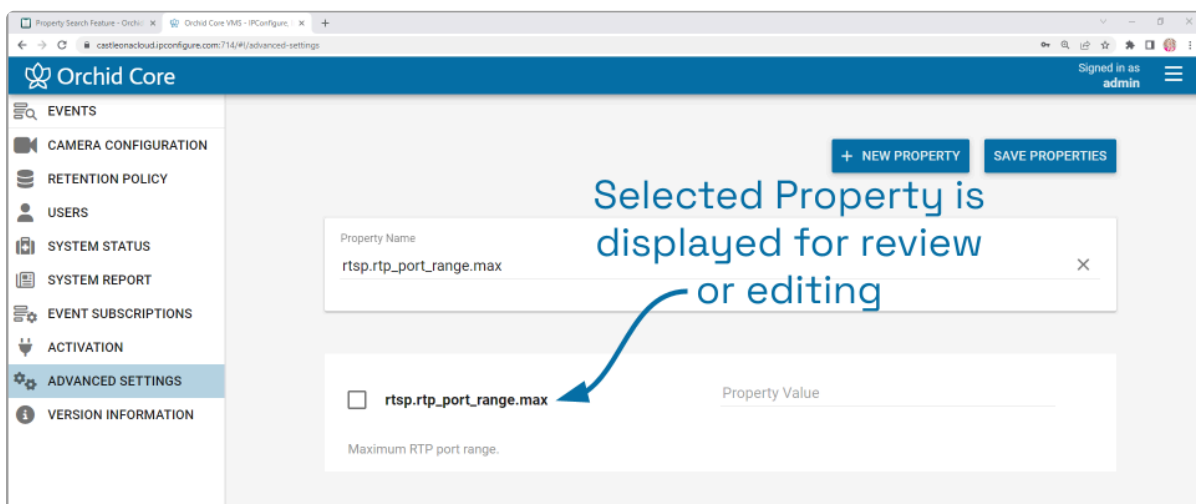 Property Search Feature - Orchid
Orchid Core VMS - IPConfigure, I
castleonacloud.ipconfigure.com:714/#!/advanced-settings
Orchid Core
Signed in as
admin
EVENTS
CAMERA CONFIGURATION
RETENTION POLICY
USERS
SYSTEM STATUS
SYSTEM REPORT
EVENT SUBSCRIPTIONS
ACTIVATION
ADVANCED SETTINGS
VERSION INFORMATION
+ NEW PROPERTY
SAVE PROPERTIES
Selected Property is
displayed for review
or editing
Property Name
rtsp.rtp_port_range.max
rtsp.rtp_port_range.max
Property Value
Maximum RTP port range.